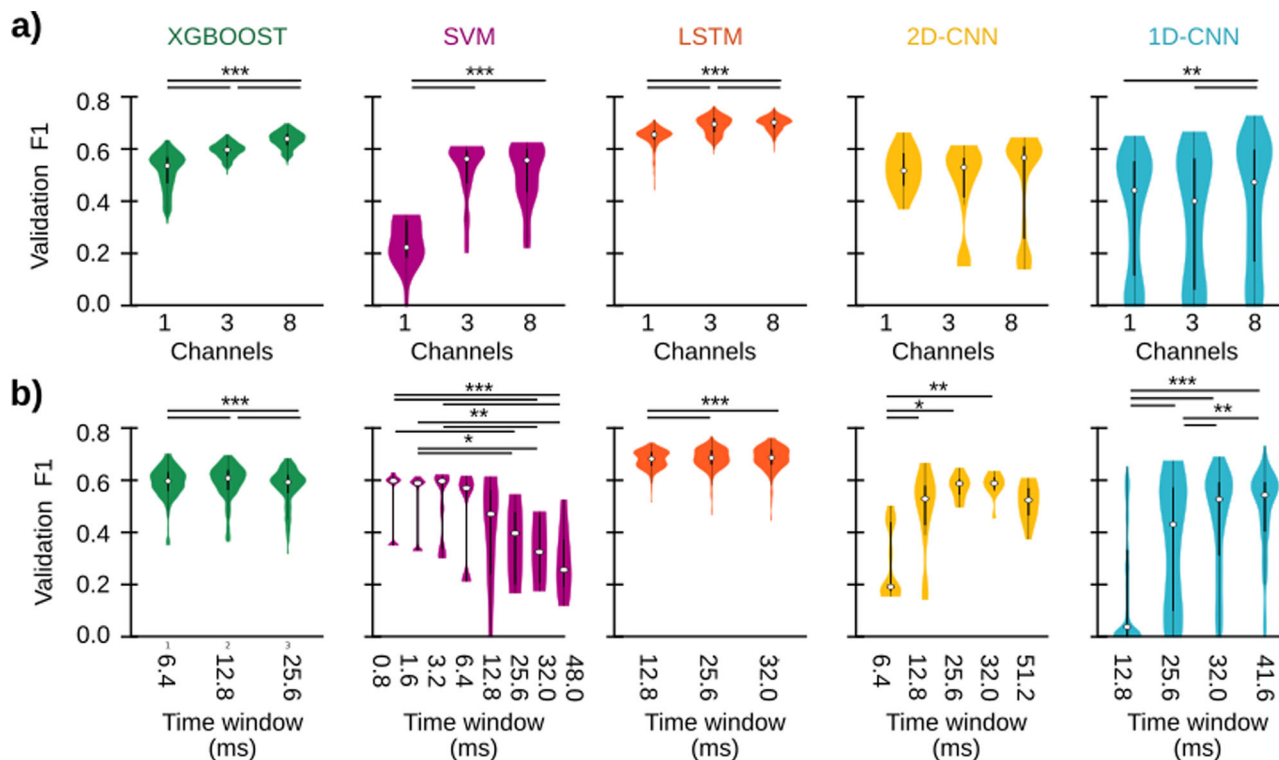 a)
XGBOOST SVM LSTM 2D-CNN 1D-CNN
*** *** *** **
Validation F1
0.8
0.6
0.4
0.2
0.0
1 3 8 1 3 8 1 3 8 1 3 8 1 3 8
Channels Channels Channels Channels Channels
b)
*** *** ** * *** ** * *** **
Validation F1
0.8
0.6
0.4
0.2
0.0
1 2 3
6.4 12.8 25.6 0.8 1.6 3.2 6.4 12.8 25.6 32.0 48.0 12.8 25.6 32.0 6.4 12.8 25.6 32.0 51.2 12.8 25.6 32.0 41.6
Time window Time window Time window Time window Time window
(ms) (ms) (ms) (ms) (ms)